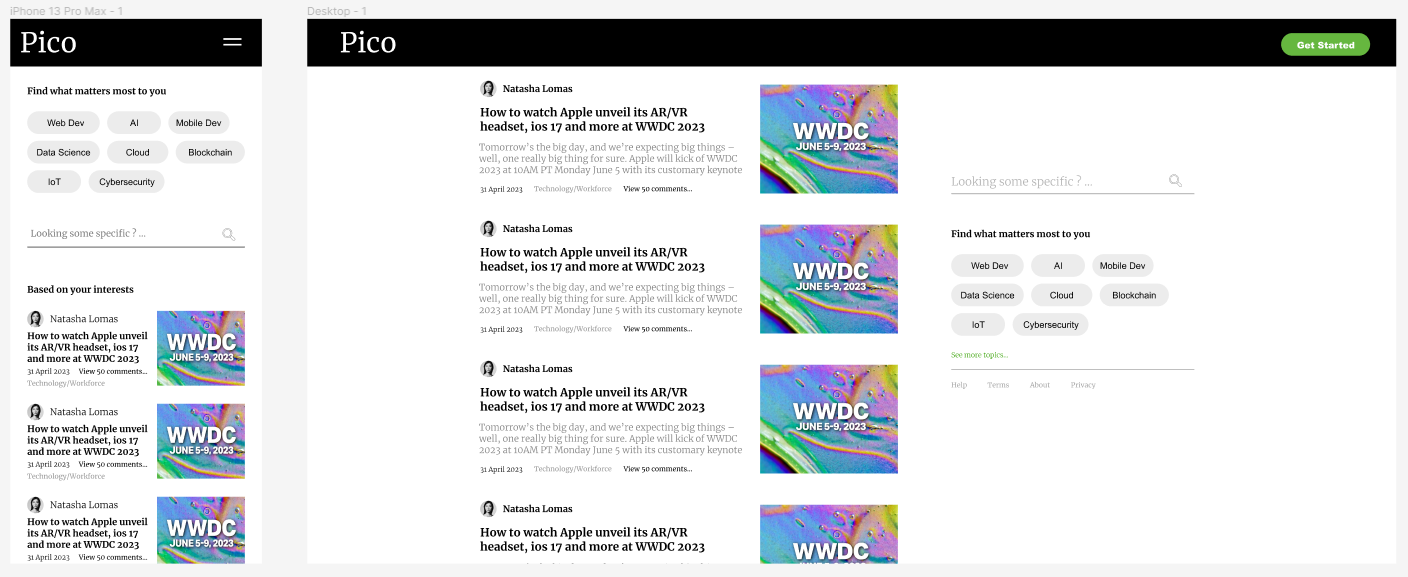 iPhone 13 Pro Max - 1
Pico
Find what matters most to you
Web Dev
AI
Mobile Dev
Data Science
Cloud
Blockchain
IoT
Cybersecurity
Looking some specific ? ...
Based on your interests
Natasha Lomas
How to watch Apple unveil
its AR/VR headset, ios 17
and more at WWDC 2023
31 April 2023 View 50 comments...
Technology/Workforce
WWDC
JUNE 5-9, 2023
Natasha Lomas
How to watch Apple unveil
its AR/VR headset, ios 17
and more at WWDC 2023
31 April 2023 View 50 comments...
Technology/Workforce
WWDC
JUNE 5-9, 2023
Natasha Lomas
How to watch Apple unveil
its AR/VR headset, ios 17
and more at WWDC 2023
31 April 2023 View 50 comments...
WWDC
JUNE 5-9, 2023
Desktop - 1
Pico
Get Started
Natasha Lomas
How to watch Apple unveil its AR/VR
headset, ios 17 and more at WWDC 2023
Tomorrow's the big day, and we're expecting big things –
well, one really big thing for sure. Apple will kick of WWDC
2023 at 10AM PT Monday June 5 with its customary keynote
31 April 2023 Technology/Workforce View 50 comments...
WWDC
JUNE 5-9, 2023
Natasha Lomas
How to watch Apple unveil its AR/VR
headset, ios 17 and more at WWDC 2023
Tomorrow's the big day, and we're expecting big things –
well, one really big thing for sure. Apple will kick of WWDC
2023 at 10AM PT Monday June 5 with its customary keynote
31 April 2023 Technology/Workforce View 50 comments...
WWDC
JUNE 5-9, 2023
Natasha Lomas
How to watch Apple unveil its AR/VR
headset, ios 17 and more at WWDC 2023
Tomorrow's the big day, and we're expecting big things –
well, one really big thing for sure. Apple will kick of WWDC
2023 at 10AM PT Monday June 5 with its customary keynote
31 April 2023 Technology/Workforce View 50 comments...
WWDC
JUNE 5-9, 2023
Natasha Lomas
How to watch Apple unveil its AR/VR
headset, ios 17 and more at WWDC 2023
WWDC
Looking some specific ? ...
Find what matters most to you
Web Dev
AI
Mobile Dev
Data Science
Cloud
Blockchain
IoT
Cybersecurity
See more topics...
Help Terms About Privacy